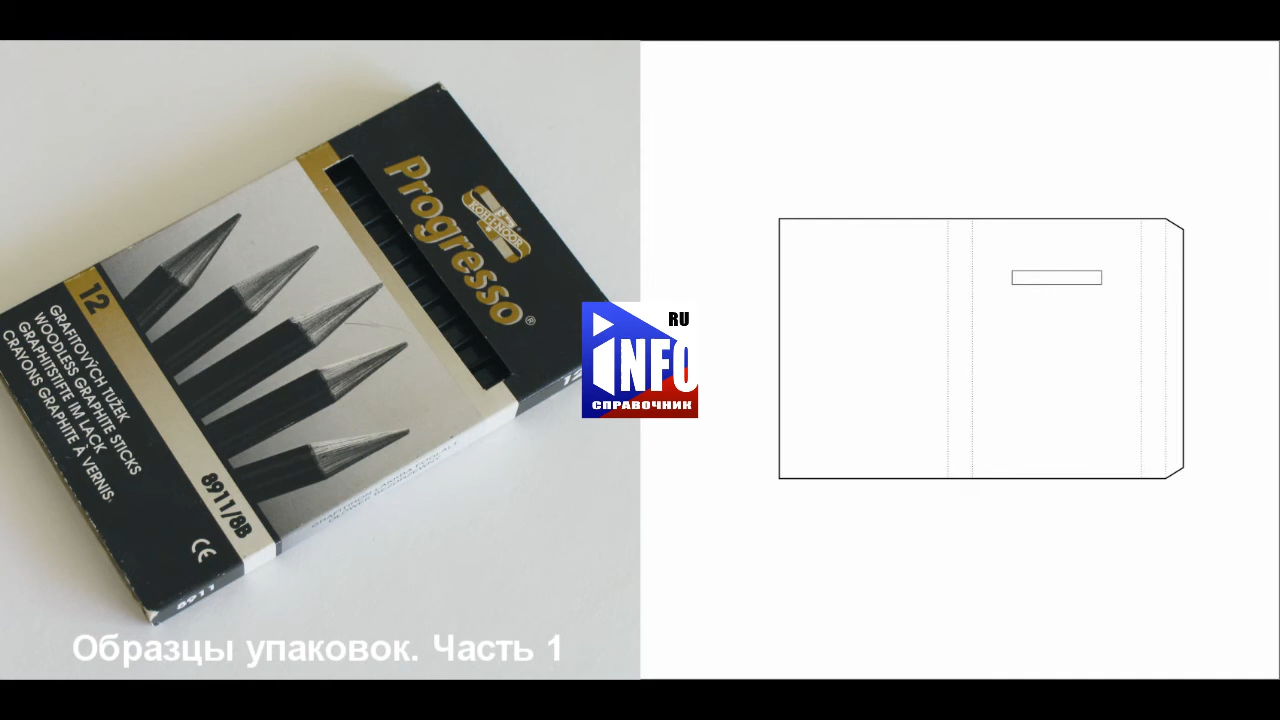 KOH-I-NOOR
Progresso®
12
GRAFITOVÝCH TUŽEK
WOODLESS GRAPHITE STICKS
GRAPHITSTIFTE IM LACK
CRAYONS GRAPHITE À VERNIS
8911/8B
CE
8911
RU
INFO
СПРАВОЧНИК
Образцы упаковок. Часть 1